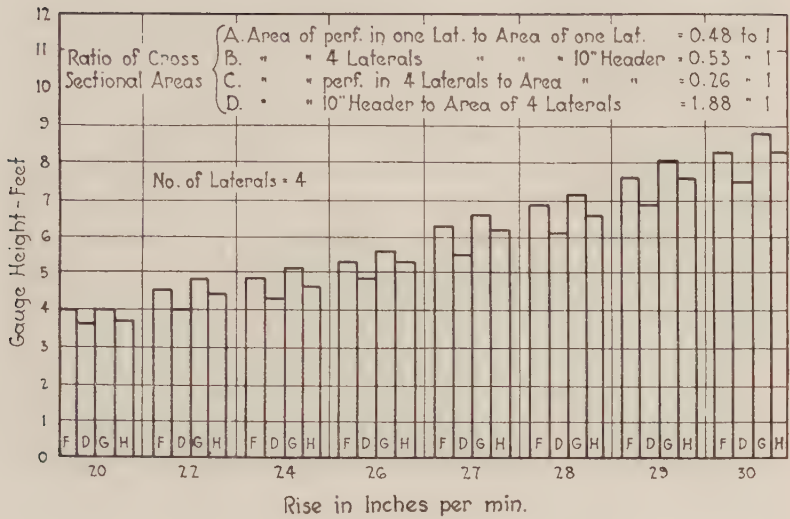 A. Area of perf. in one Lat. to Area of one Lat. = 0.48 to 1
Ratio of Cross Sectional Areas
B. " " 4 Laterals " " " 10" Header = 0.53 " 1
C. " " perf. in 4 Laterals to Area " " = 0.26 " 1
D. " " 10" Header to Area of 4 Laterals = 1.88 " 1
No. of Laterals = 4
Gauge Height - Feet
12
11
10
9
8
7
6
5
4
3
2
1
0
F D G H F D G H F D G H F D G H F D G H F D G H F D G H F D G H
20 22 24 26 27 28 29 30
Rise in Inches per min.